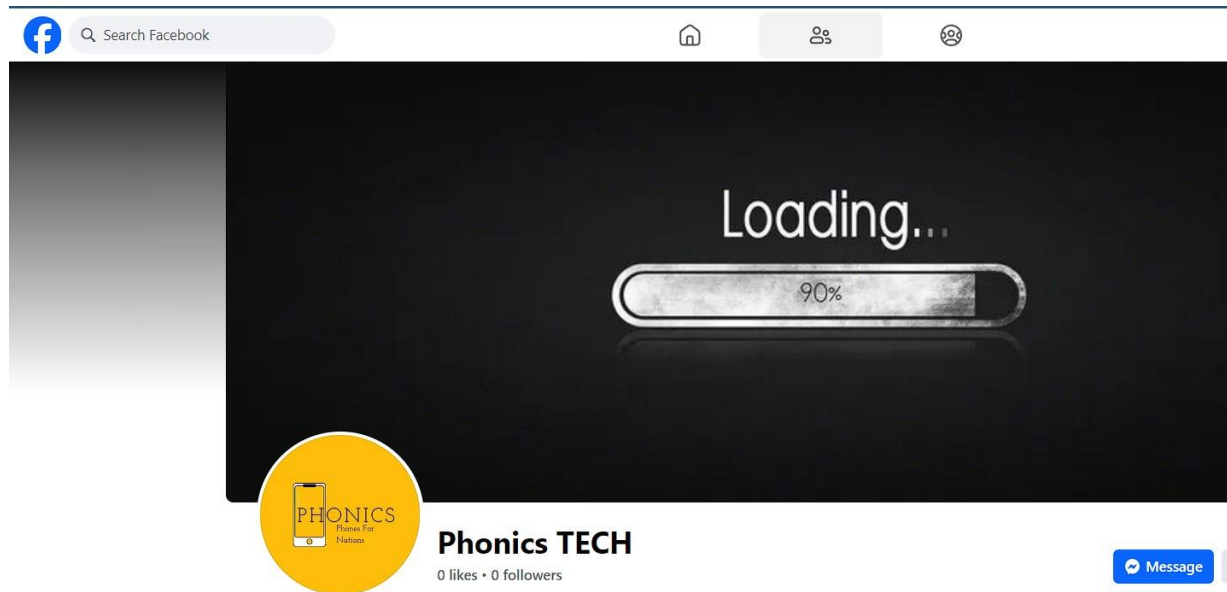 Search Facebook
Loading...
90%
PHONICS
Phones For
Nations
Phonics TECH
0 likes • 0 followers
Message